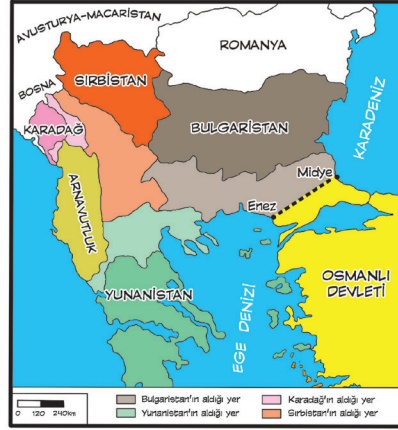 AVUSTURYA-MACARİSTAN
ROMANYA
BOSNA
SIRBİSTAN
KARADAĞ
BULGARİSTAN
KARADENİZ
ARNAVUTLUK
Midye
Enez
YUNANİSTAN
EGE DENİZİ
OSMANLI
DEVLETİ
0 120 240km
Bulgaristan'ın aldığı yer
Karadağ'ın aldığı yer
Yunanistan'ın aldığı yer
Sırbistan'ın aldığı yer